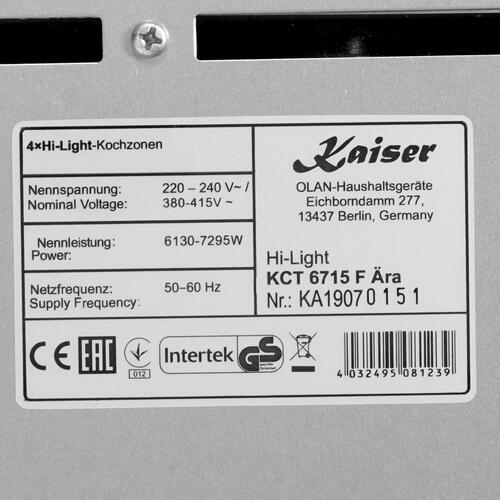 4×Hi-Light-Kochzonen
Nennspannung: 220 – 240 V~ /
Nominal Voltage: 380-415V ~
Nennleistung: 6130-7295W
Power:
Netzfrequenz: 50–60 Hz
Supply Frequency:
Kaiser
OLAN-Haushaltsgeräte
Eichborndamm 277,
13437 Berlin, Germany
Hi-Light
KCT 6715 F Ära
Nr.: KA19070151
CE EAC 012 Intertek GS geprüfte Sicherheit
4 032495 081239